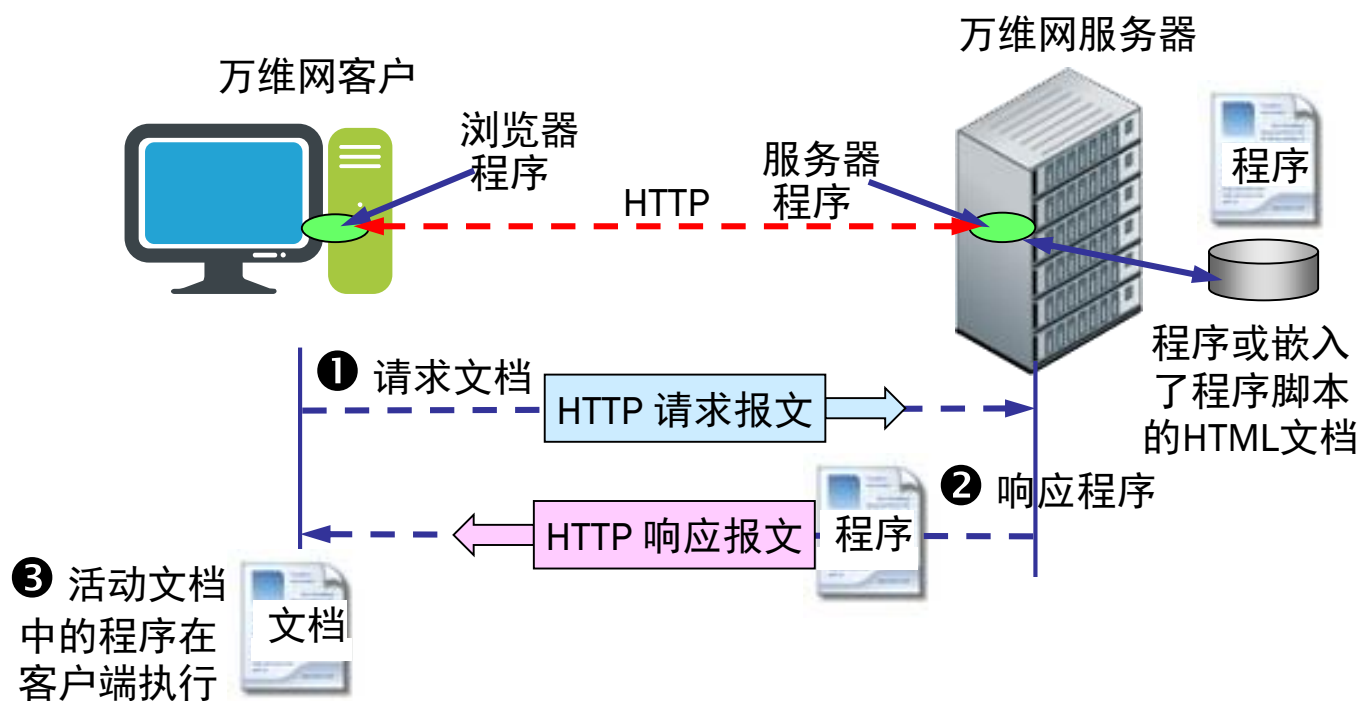 万维网服务器
万维网客户
浏览器
程序
服务器
程序
HTTP
程序
程序或嵌入
了程序脚本
的HTML文档
❶ 请求文档
HTTP 请求报文
❷ 响应程序
HTTP 响应报文
程序
❸ 活动文档
中的程序在
客户端执行
文档